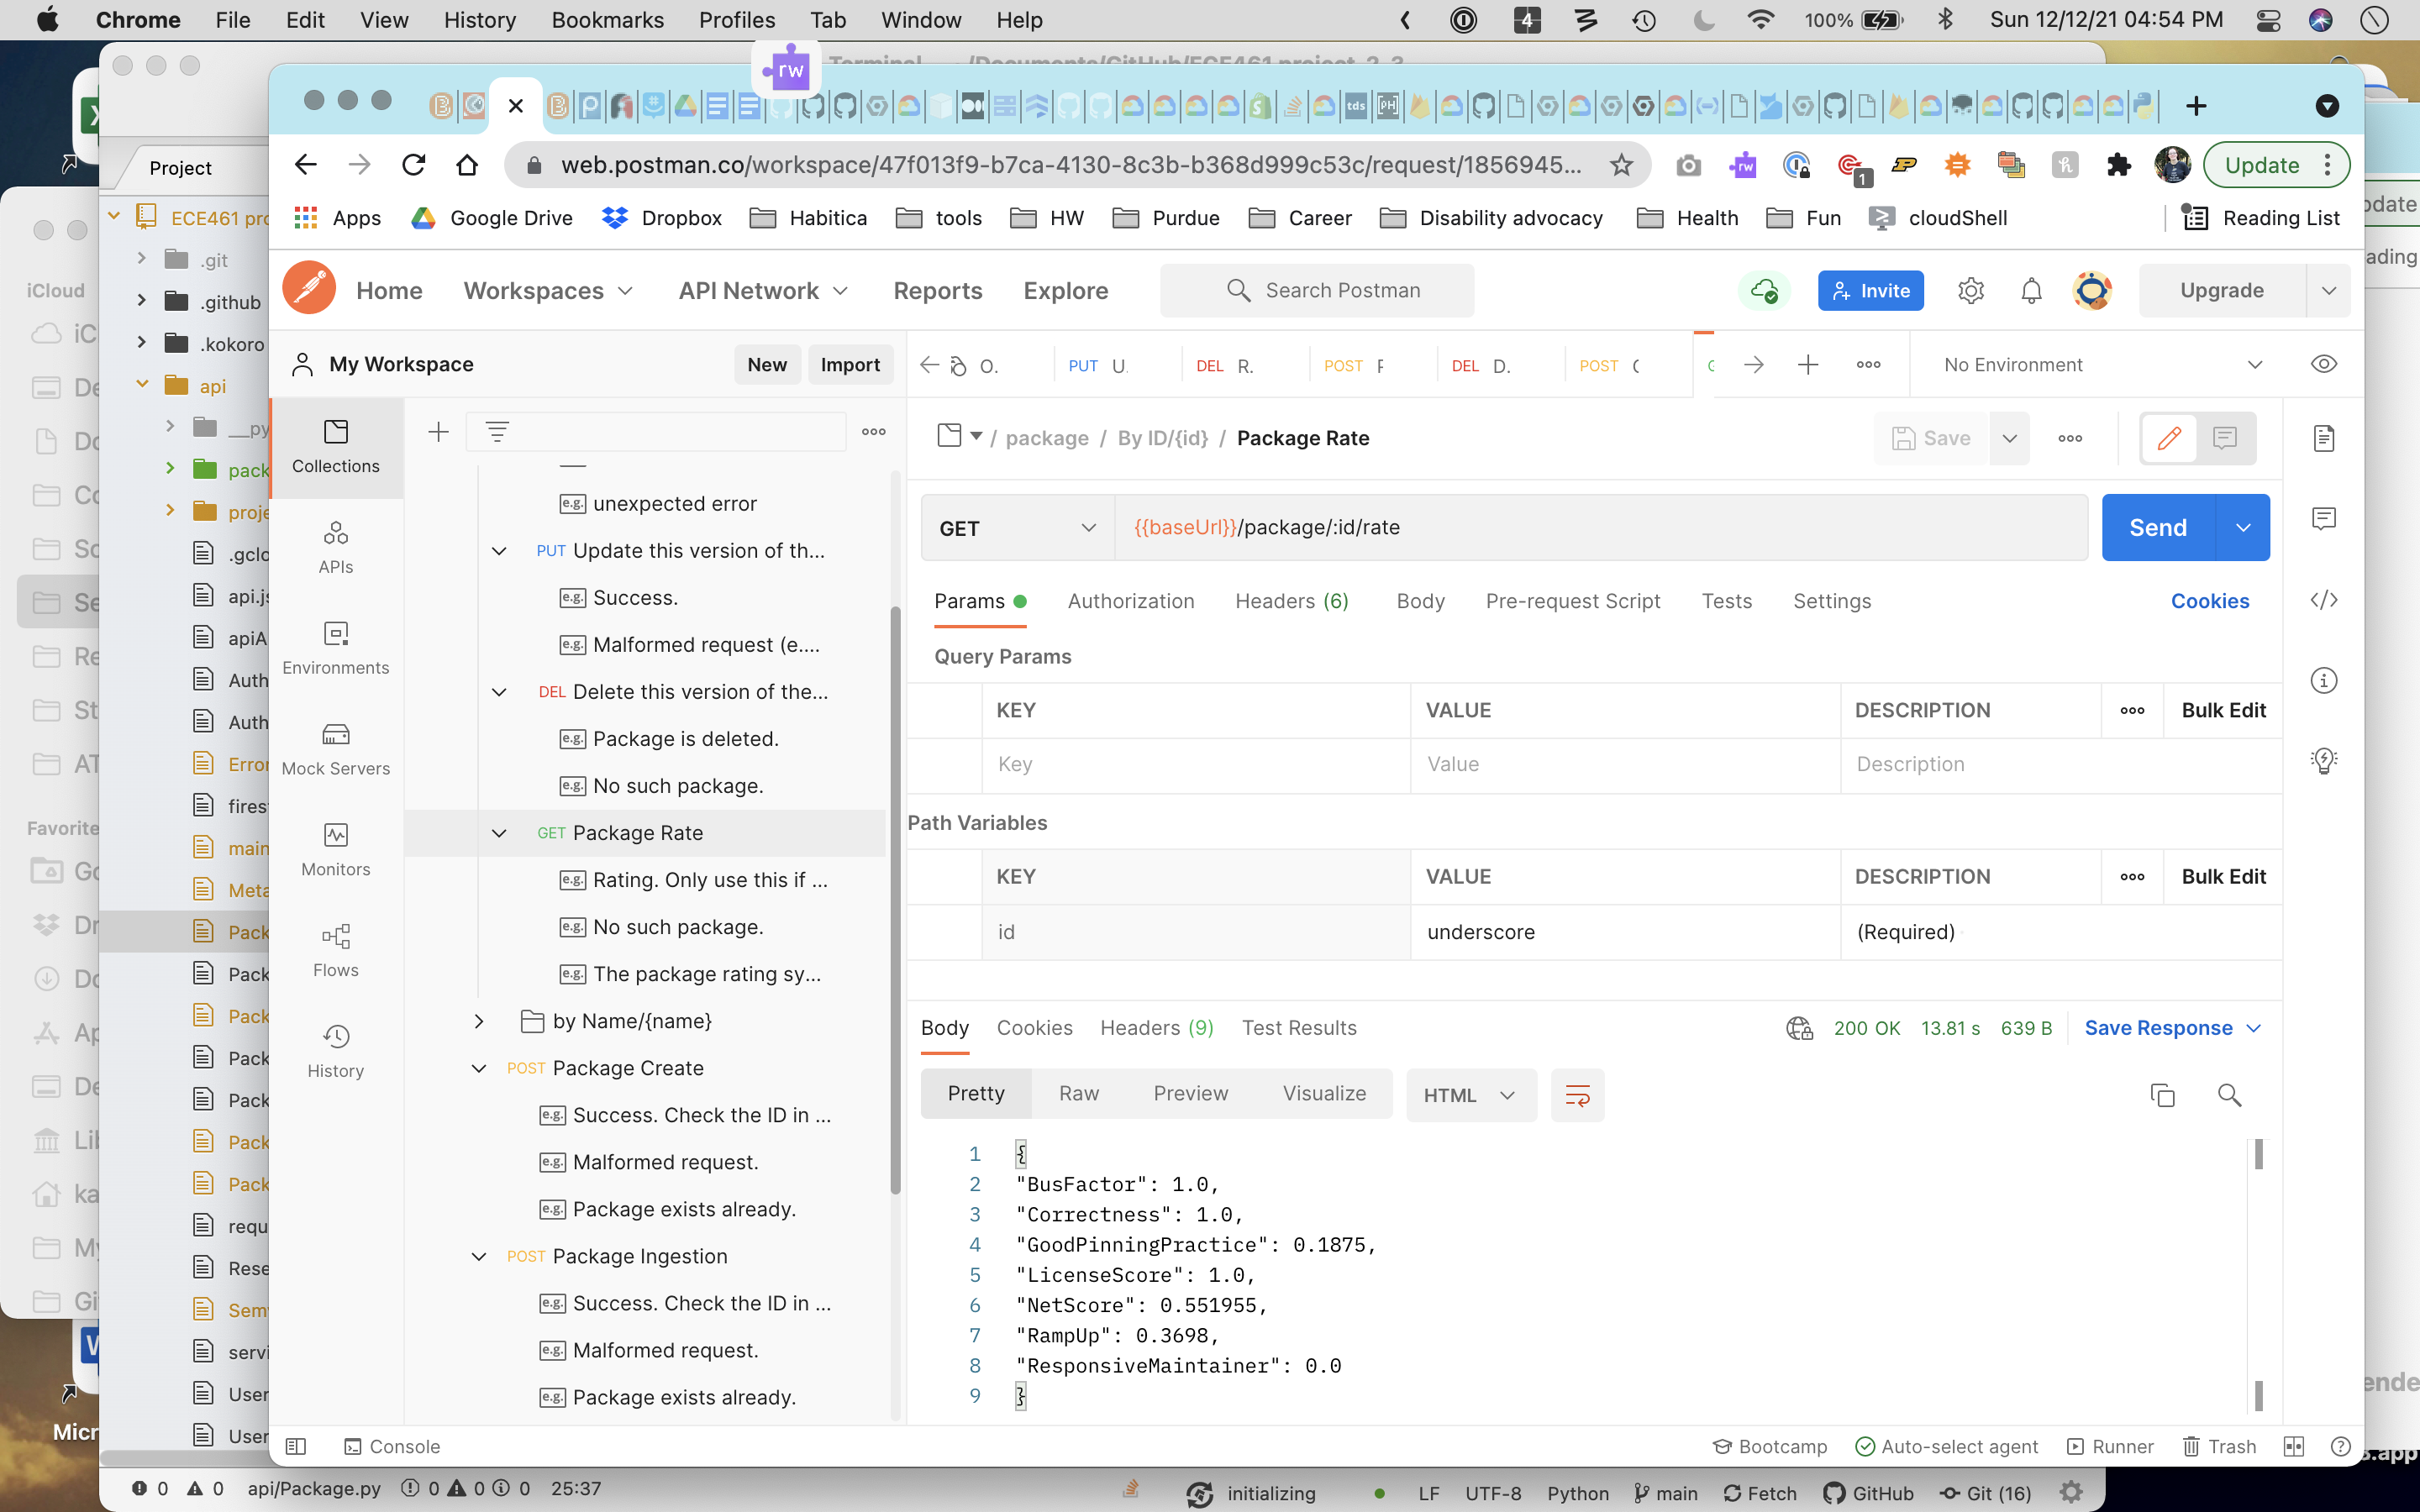 Chrome File Edit View History Bookmarks Profiles Tab Window Help
4
100%
Sun 12/12/21 04:54 PM
rw
Project
ECE461 pro
.git
.github
.kokoro
api
pack
proje
.gclo
api.js
apiA
Auth
Auth
Error
fires
main
Meta
Pack
Pack
Pack
Pack
Pack
Pack
Pack
requ
Rese
Sem
servi
User
User
iCloud
Favorite
web.postman.co/workspace/47f013f9-b7ca-4130-8c3b-b368d999c53c/request/1856945...
rw
1
Update
Apps Google Drive Dropbox Habitica tools HW Purdue Career Disability advocacy Health Fun cloudShell Reading List
Home Workspaces API Network Reports Explore
Search Postman
Invite
Upgrade
My Workspace
New Import
O.
PUT U.
DEL R.
POST
DEL D.
POST
No Environment
Collections
APIs
Environments
Mock Servers
Monitors
Flows
History
e.g. unexpected error
PUT Update this version of th...
e.g. Success.
e.g. Malformed request (e....
DEL Delete this version of the...
e.g. Package is deleted.
e.g. No such package.
GET Package Rate
e.g. Rating. Only use this if ...
e.g. No such package.
e.g. The package rating sy...
by Name/{name}
POST Package Create
e.g. Success. Check the ID in ...
e.g. Malformed request.
e.g. Package exists already.
POST Package Ingestion
e.g. Success. Check the ID in ...
e.g. Malformed request.
e.g. Package exists already.
/ package / By ID/{id} / Package Rate
Save
GET
{{baseUrl}}/package/:id/rate
Send
Params Authorization Headers (6) Body Pre-request Script Tests Settings
Cookies
Query Params
KEY VALUE DESCRIPTION Bulk Edit
Key Value Description
Path Variables
KEY VALUE DESCRIPTION Bulk Edit
id underscore (Required)
Body Cookies Headers (9) Test Results
200 OK 13.81 s 639 B Save Response
Pretty Raw Preview Visualize
HTML
1 {
2 "BusFactor": 1.0,
3 "Correctness": 1.0,
4 "GoodPinningPractice": 0.1875,
5 "LicenseScore": 1.0,
6 "NetScore": 0.551955,
7 "RampUp": 0.3698,
8 "ResponsiveMaintainer": 0.0
9 }
Console
Bootcamp Auto-select agent Runner Trash
0 0 api/Package.py 0 0 0 25:37
initializing LF UTF-8 Python main Fetch GitHub Git (16)
Micr